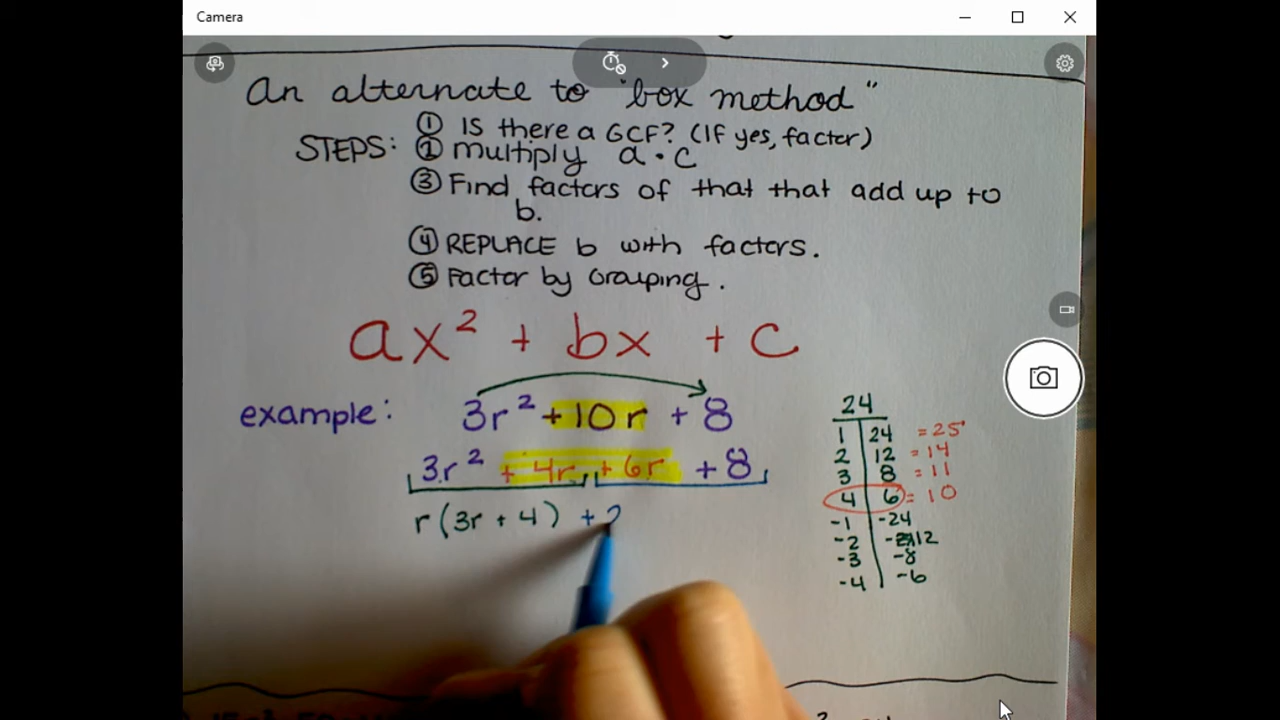 Camera
An alternate to "box method"
STEPS: ① IS there a GCF? (If yes, factor)
② multiply a · c
③ Find factors of that that add up to
b.
④ REPLACE b with factors.
⑤ Factor by Grouping.
ax² + bx + c
example: 3r² + 10r + 8
3r² + 4r + 6r + 8
r(3r + 4) + 2
24
1 24 = 25
2 12 = 14
3 8 = 11
4 6 = 10
-1 -24
-2 -12
-3 -8
-4 -6